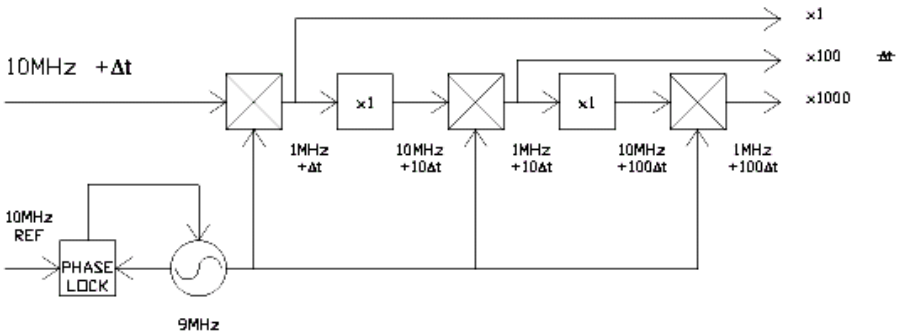 x1
x100 Δt
x1000
10MHz +Δt
x1
x1
1MHz
+Δt
10MHz
+10Δt
1MHz
+10Δt
10MHz
+100Δt
1MHz
+100Δt
10MHz
REF
PHASE
LOCK
9MHz